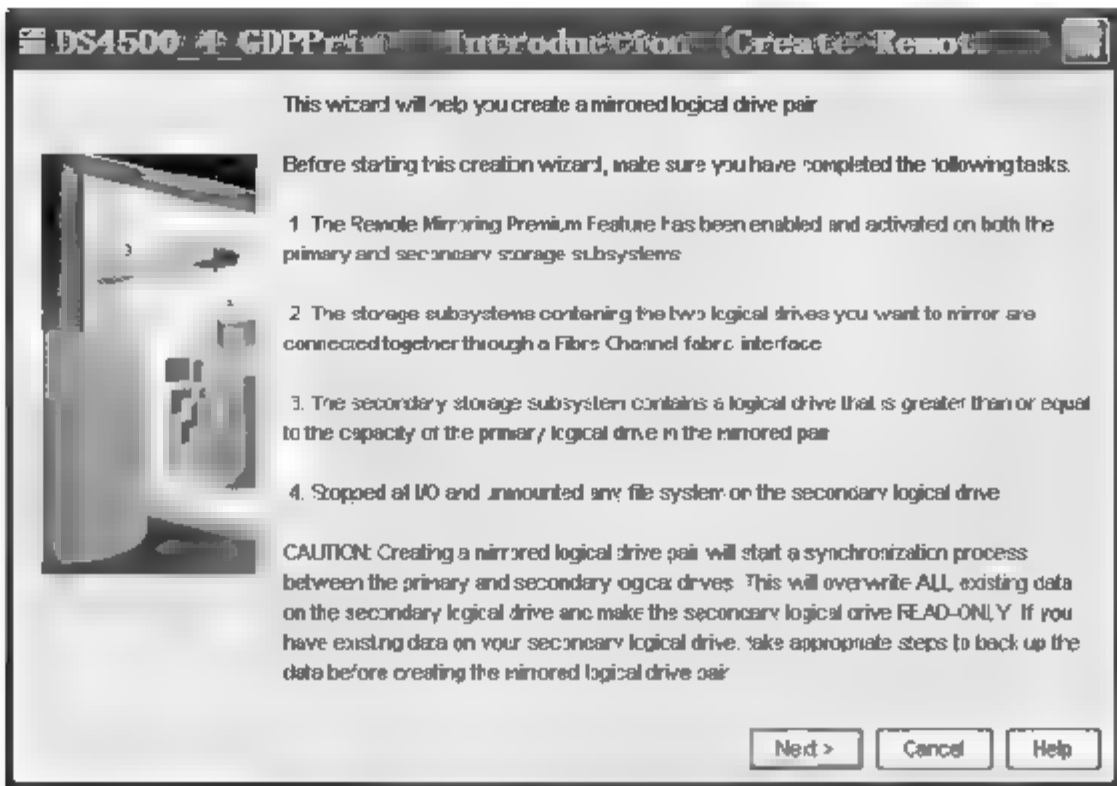 DS4500_4_GDPPrim Introduction (Create Remot
This wizard will help you create a mirrored logical drive pair
Before starting this creation wizard, make sure you have completed the following tasks.
1 The Remote Mirroring Premium Feature has been enabled and activated on both the
primary and secondary storage subsystems
2 The storage subsystems containing the two logical drives you want to mirror are
connected together through a Fibre Channel fabric interface
3. The secondary storage subsystem contains a logical drive that is greater than or equal
to the capacity of the primary logical drive in the mirrored pair
4. Stopped all I/O and unmounted any file system on the secondary logical drive
CAUTION: Creating a mirrored logical drive pair will start a synchronization process
between the primary and secondary logical drives. This will overwrite ALL existing data
on the secondary logical drive and make the secondary logical drive READ-ONLY If you
have existing data on your secondary logical drive, take appropriate steps to back up the
data before creating the mirrored logical drive pair
Next > Cancel Help